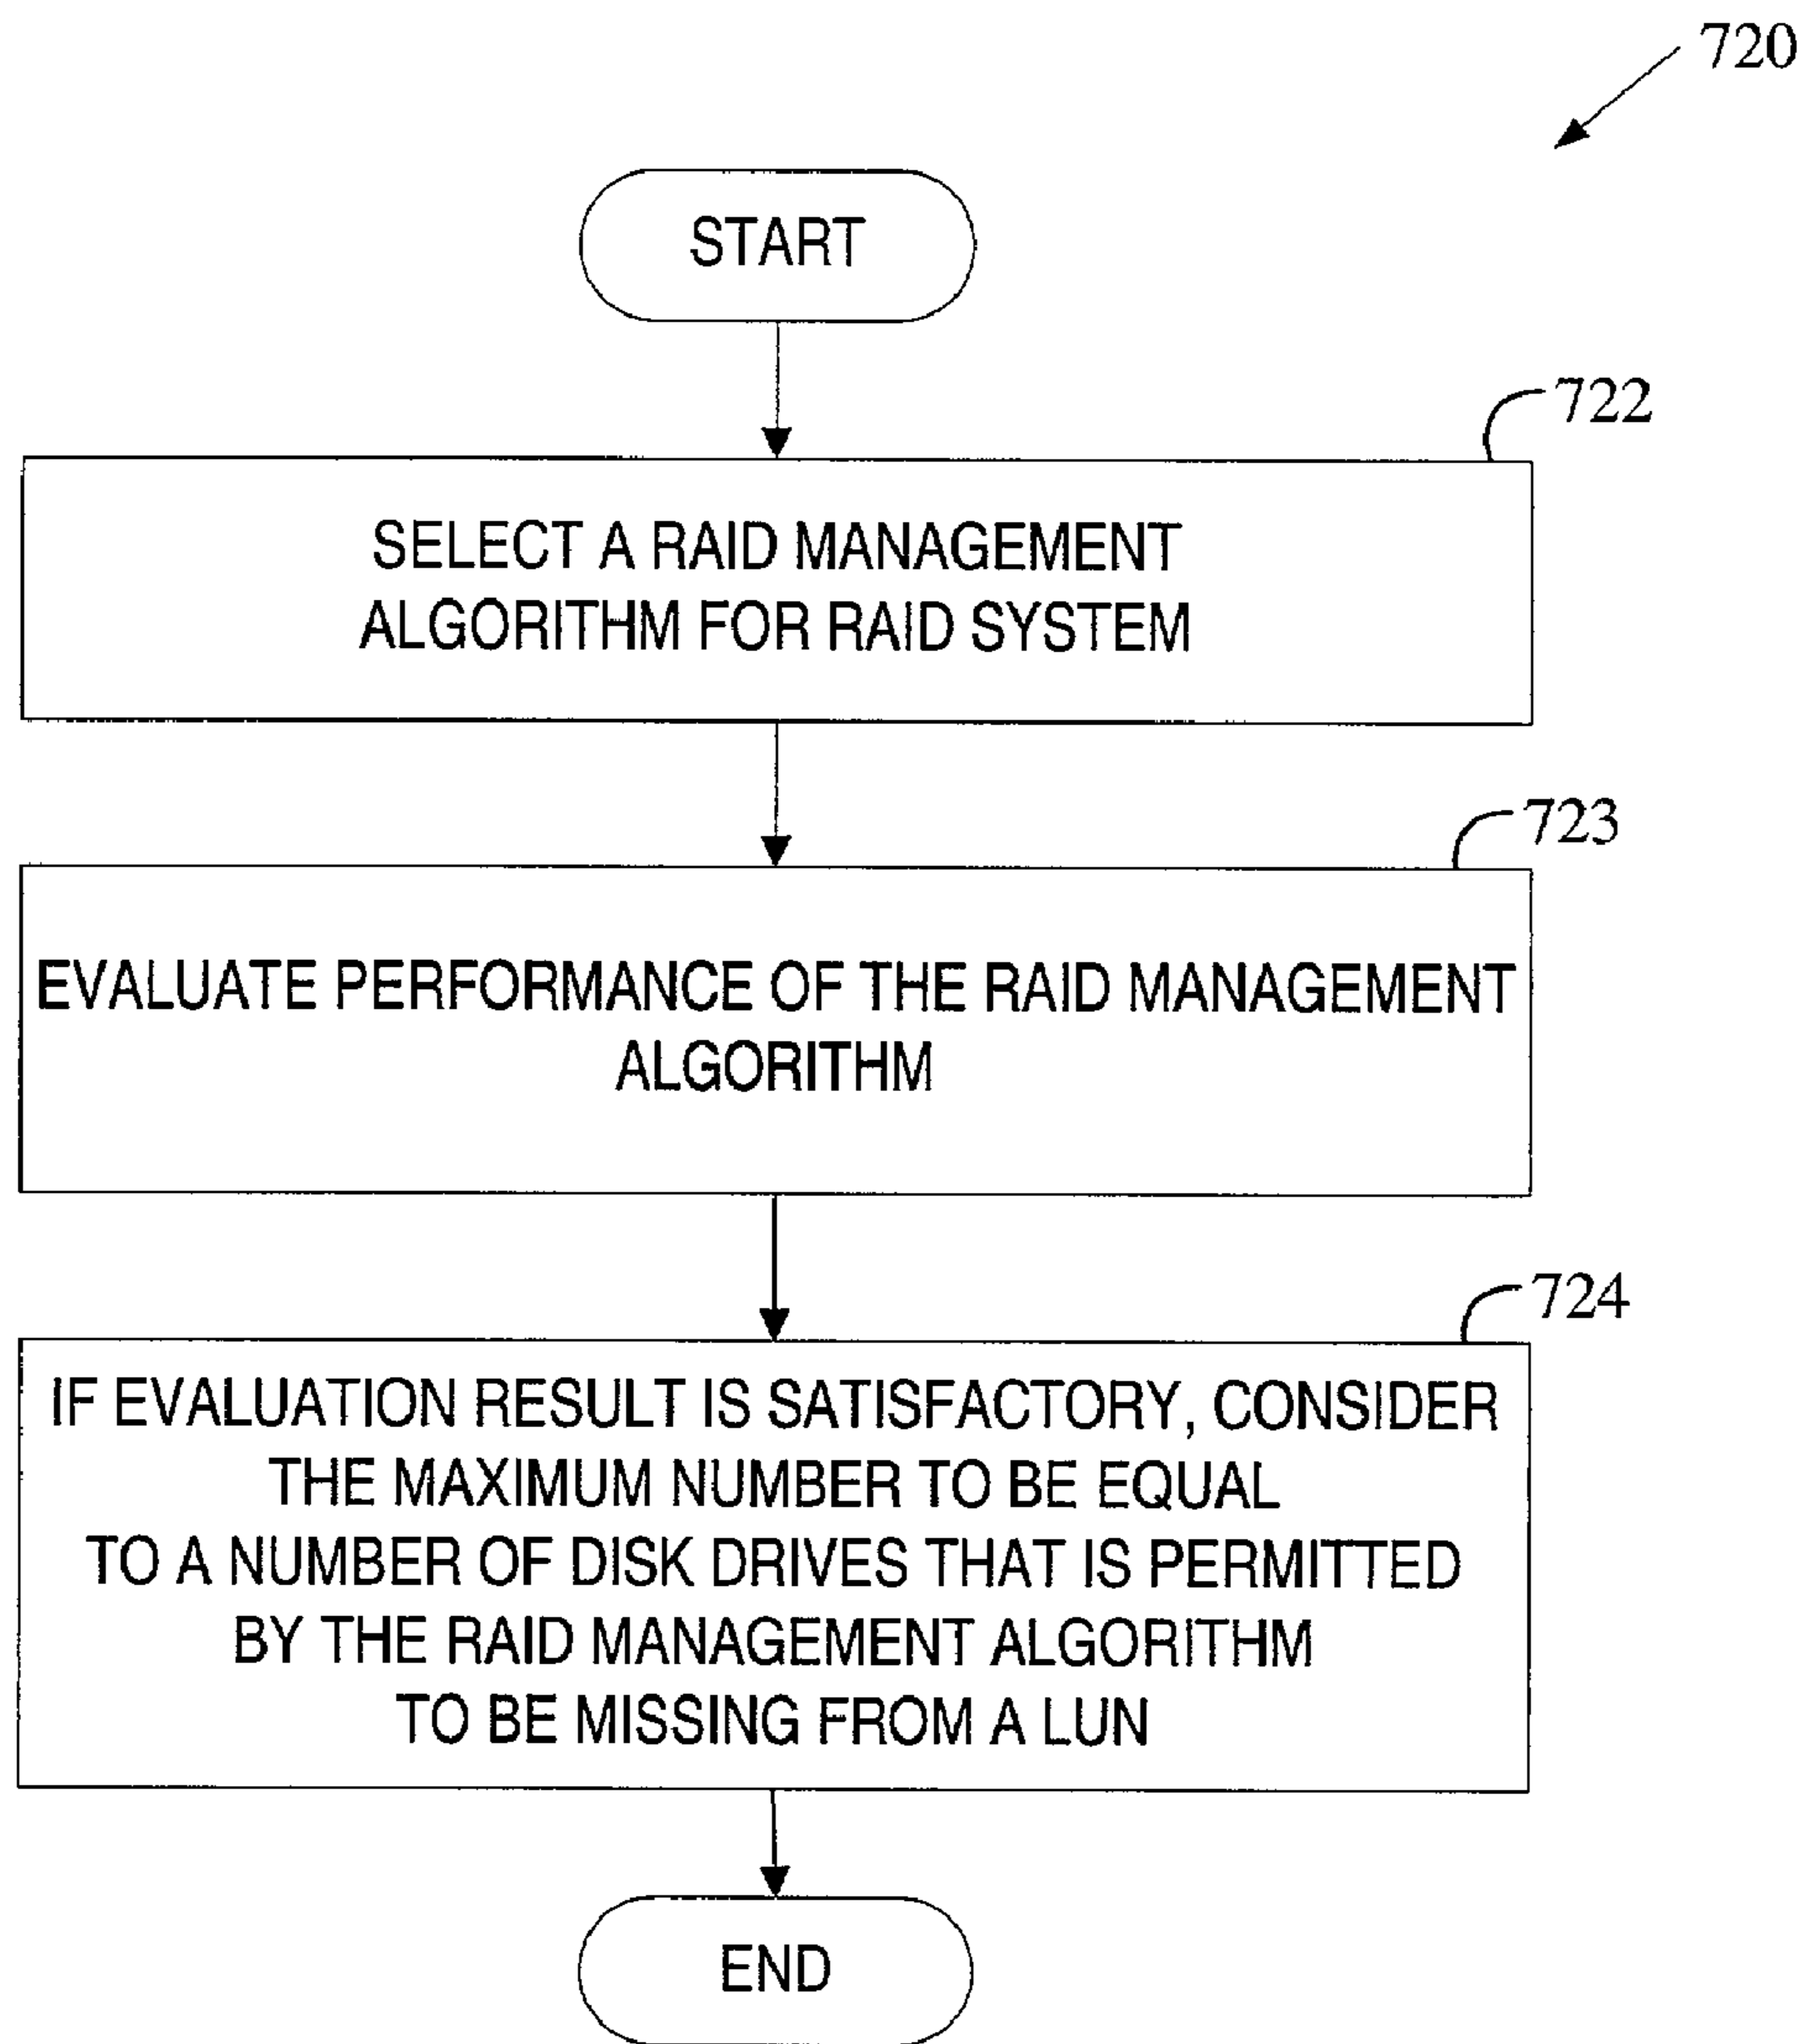 720
START
722
SELECT A RAID MANAGEMENT
ALGORITHM FOR RAID SYSTEM
723
EVALUATE PERFORMANCE OF THE RAID MANAGEMENT
ALGORITHM
724
IF EVALUATION RESULT IS SATISFACTORY, CONSIDER
THE MAXIMUM NUMBER TO BE EQUAL
TO A NUMBER OF DISK DRIVES THAT IS PERMITTED
BY THE RAID MANAGEMENT ALGORITHM
TO BE MISSING FROM A LUN
END